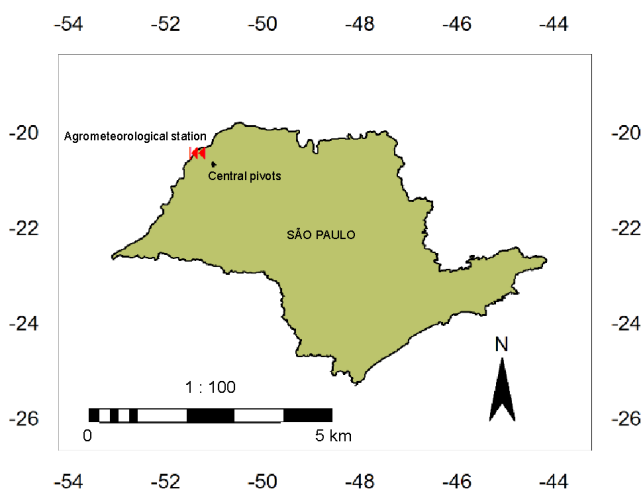 -54 -52 -50 -48 -46 -44
-20 -20
Agrometeorological station
Central pivots
-22 -22
SÃO PAULO
-24 -24
N
1 : 100
-26 -26
0 5 km
-54 -52 -50 -48 -46 -44